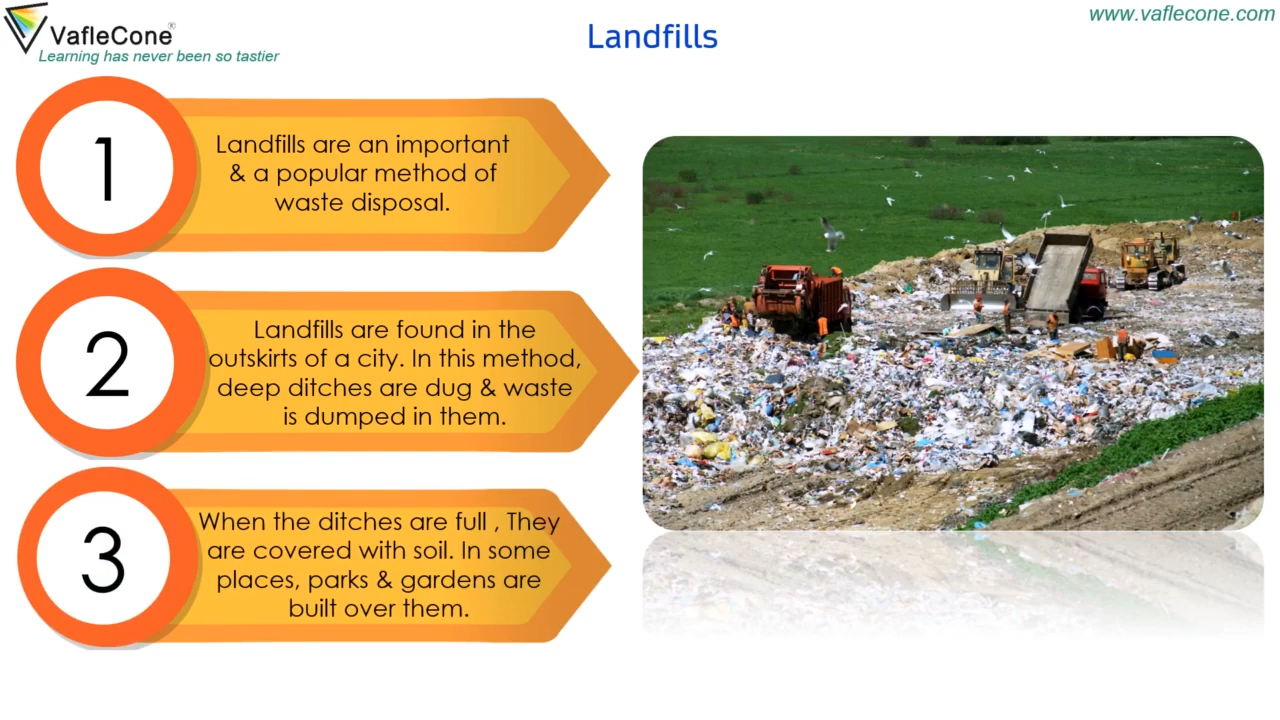 VafleCone®
Learning has never been so tastier
www.vaflecone.com
Landfills
1
Landfills are an important
& a popular method of
waste disposal.
2
Landfills are found in the
outskirts of a city. In this method,
deep ditches are dug & waste
is dumped in them.
3
When the ditches are full , They
are covered with soil. In some
places, parks & gardens are
built over them.